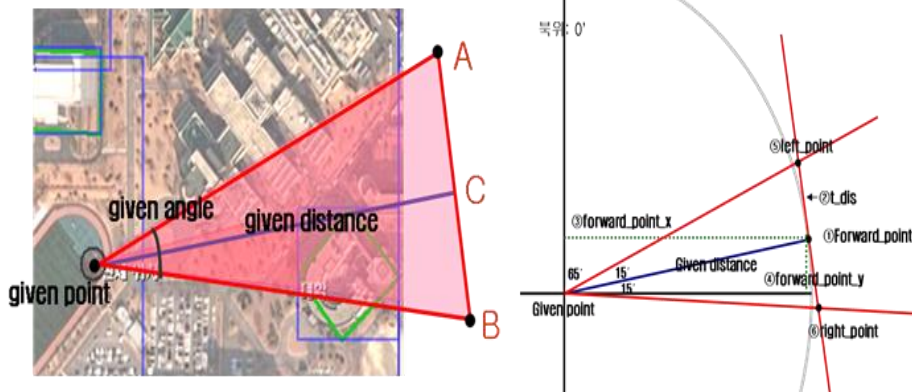 A
C
given angle
given distance
given point
B
북위: 0'
⑤left_point
②t_dis
③forward_point_x
①Forward_point
65'
15'
Given distance
④forward_point_y
15'
Given point
⑥right_point